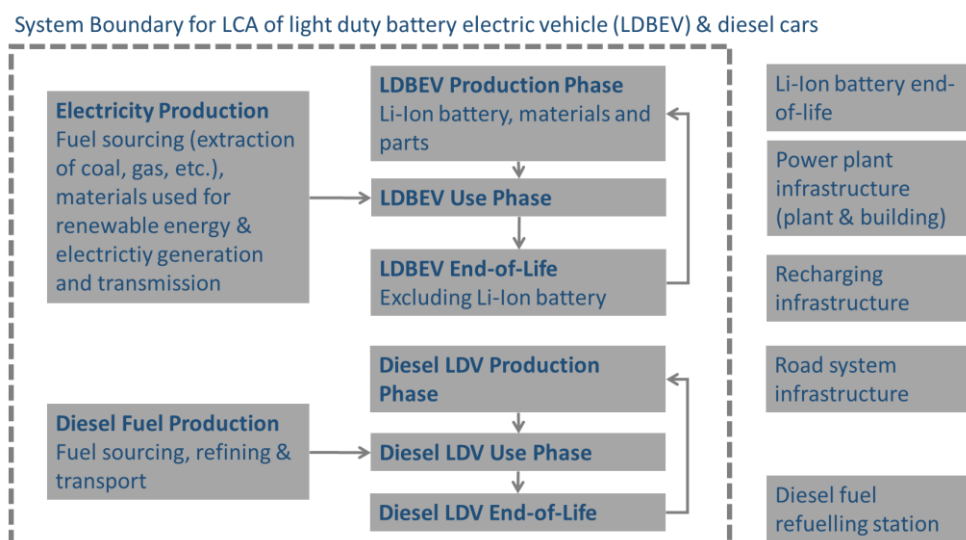 System Boundary for LCA of light duty battery electric vehicle (LDBEV) & diesel cars
Electricity Production
Fuel sourcing (extraction
of coal, gas, etc.),
materials used for
renewable energy &
electrictiy generation
and transmission
LDBEV Production Phase
Li-Ion battery, materials and
parts
LDBEV Use Phase
LDBEV End-of-Life
Excluding Li-Ion battery
Diesel Fuel Production
Fuel sourcing, refining &
transport
Diesel LDV Production
Phase
Diesel LDV Use Phase
Diesel LDV End-of-Life
Li-Ion battery end-
of-life
Power plant
infrastructure
(plant & building)
Recharging
infrastructure
Road system
infrastructure
Diesel fuel
refuelling station